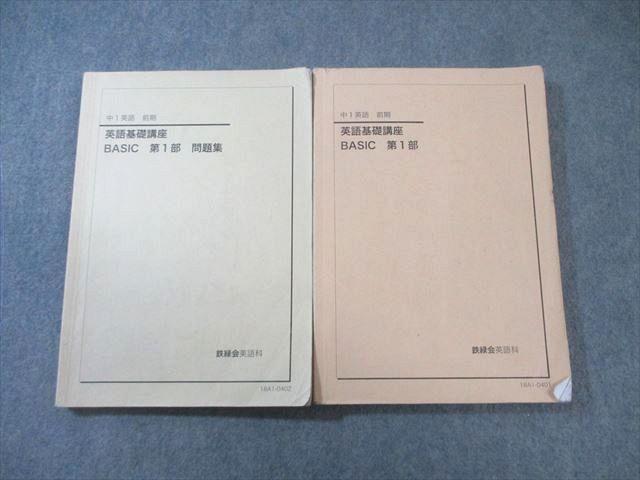 中1英語 前期
英語基礎講座
BASIC 第1部 問題集
鉄緑会英語科
18A1-0402
中1英語 前期
英語基礎講座
BASIC 第1部
鉄緑会英語科
18A1-0401